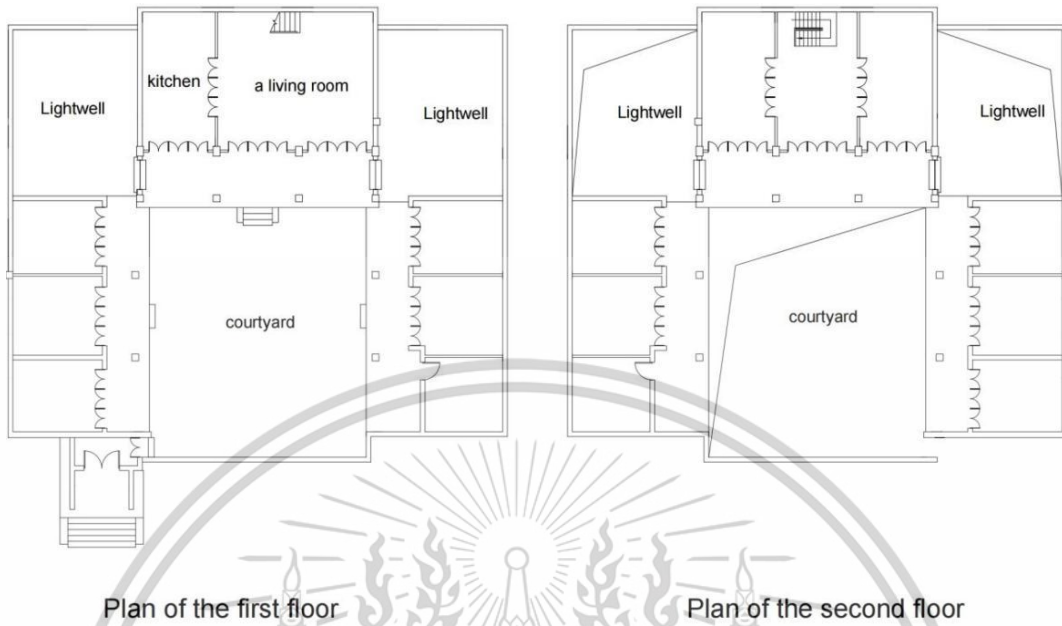 kitchen
a living room
Lightwell
Lightwell
courtyard
Plan of the first floor
Lightwell
Lightwell
courtyard
Plan of the second floor